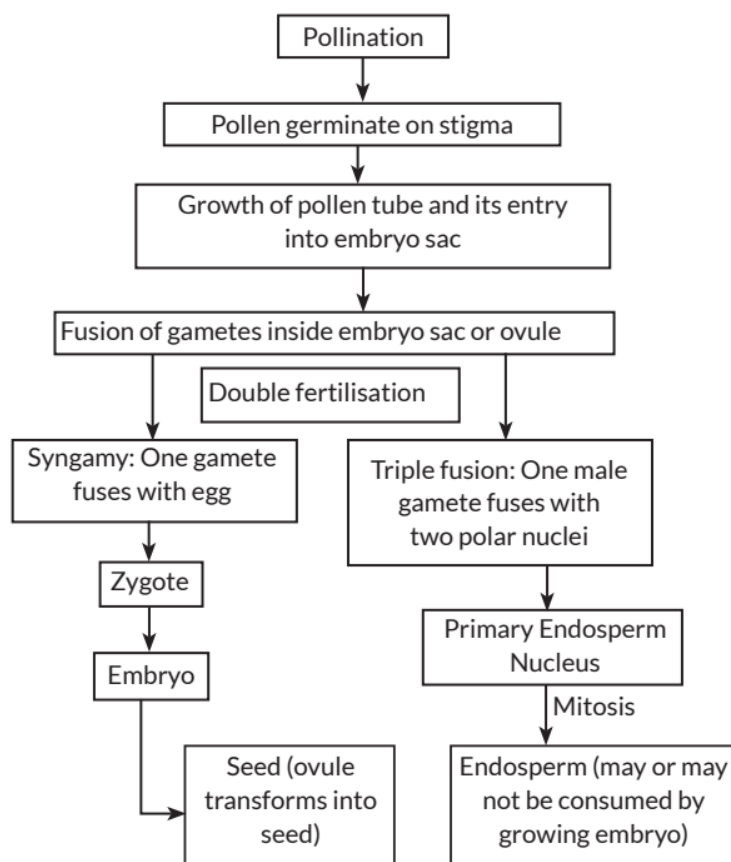 Pollination
Pollen germinate on stigma
Growth of pollen tube and its entry
into embryo sac
Fusion of gametes inside embryo sac or ovule
Double fertilisation
Syngamy: One gamete
fuses with egg
Triple fusion: One male
gamete fuses with
two polar nuclei
Zygote
Primary Endosperm
Nucleus
Embryo
Mitosis
Seed (ovule
transforms into
seed)
Endosperm (may or may
not be consumed by
growing embryo)